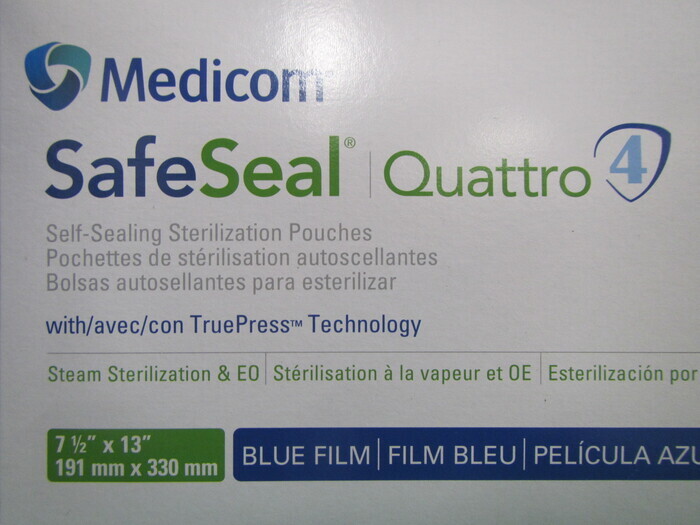 Medicom
SafeSeal® | Quattro 4
Self-Sealing Sterilization Pouches
Pochettes de stérilisation autoscellantes
Bolsas autosellantes para esterilizar
with/avec/con TruePress™ Technology
Steam Sterilization & EO | Stérilisation à la vapeur et OE | Esterilización por
7 ½" x 13"
191 mm x 330 mm
BLUE FILM | FILM BLEU | PELÍCULA AZU